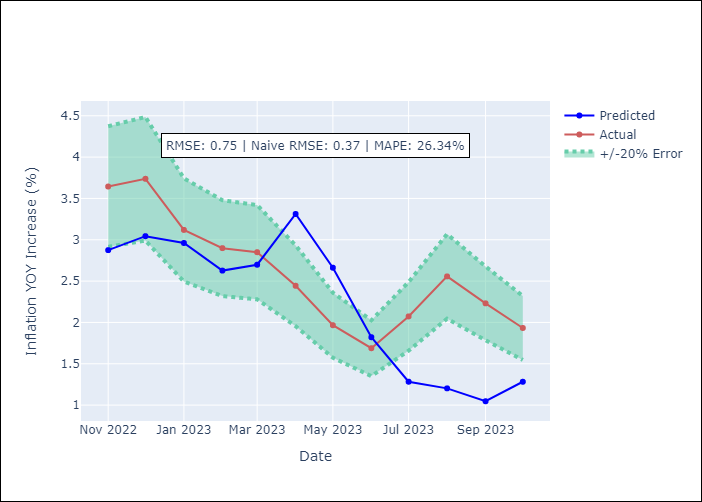 RMSE: 0.75 | Naive RMSE: 0.37 | MAPE: 26.34%
Predicted
Actual
+/-20% Error
Inflation YOY Increase (%)
4.5
4
3.5
3
2.5
2
1.5
1
Nov 2022 Jan 2023 Mar 2023 May 2023 Jul 2023 Sep 2023
Date